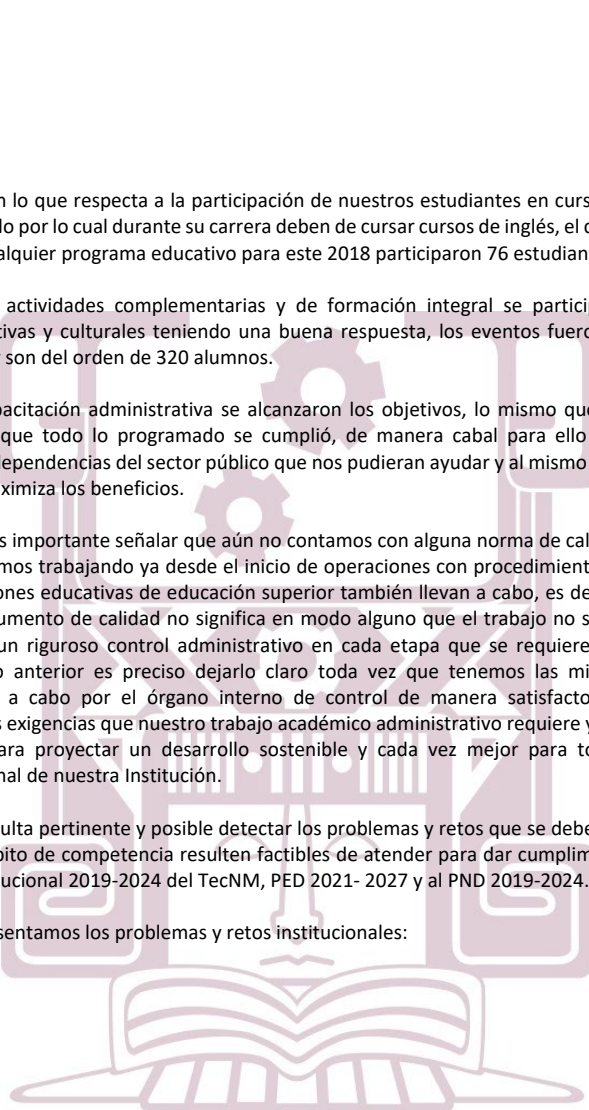 n lo que respecta a la participación de nuestros estudiantes en curs
do por lo cual durante su carrera deben de cursar cursos de inglés, el
alquier programa educativo para este 2018 participaron 76 estudian
actividades complementarias y de formación integral se particip
tivas y culturales teniendo una buena respuesta, los eventos fuero
son del orden de 320 alumnos.
pacitación administrativa se alcanzaron los objetivos, lo mismo que
que todo lo programado se cumplió, de manera cabal para ello
dependencias del sector público que nos pudieran ayudar y al mismo
aximiza los beneficios.
s importante señalar que aún no contamos con alguna norma de cal
mos trabajando ya desde el inicio de operaciones con procedimient
ones educativas de educación superior también llevan a cabo, es de
umento de calidad no significa en modo alguno que el trabajo no s
un riguroso control administrativo en cada etapa que se requiere
o anterior es preciso dejarlo claro toda vez que tenemos las mi
a cabo por el órgano interno de control de manera satisfacto
s exigencias que nuestro trabajo académico administrativo requiere y
para proyectar un desarrollo sostenible y cada vez mejor para to
nal de nuestra Institución.
sulta pertinente y posible detectar los problemas y retos que se debe
bito de competencia resulten factibles de atender para dar cumplim
ucional 2019-2024 del TecNM, PED 2021- 2027 y al PND 2019-2024.
sentamos los problemas y retos institucionales: